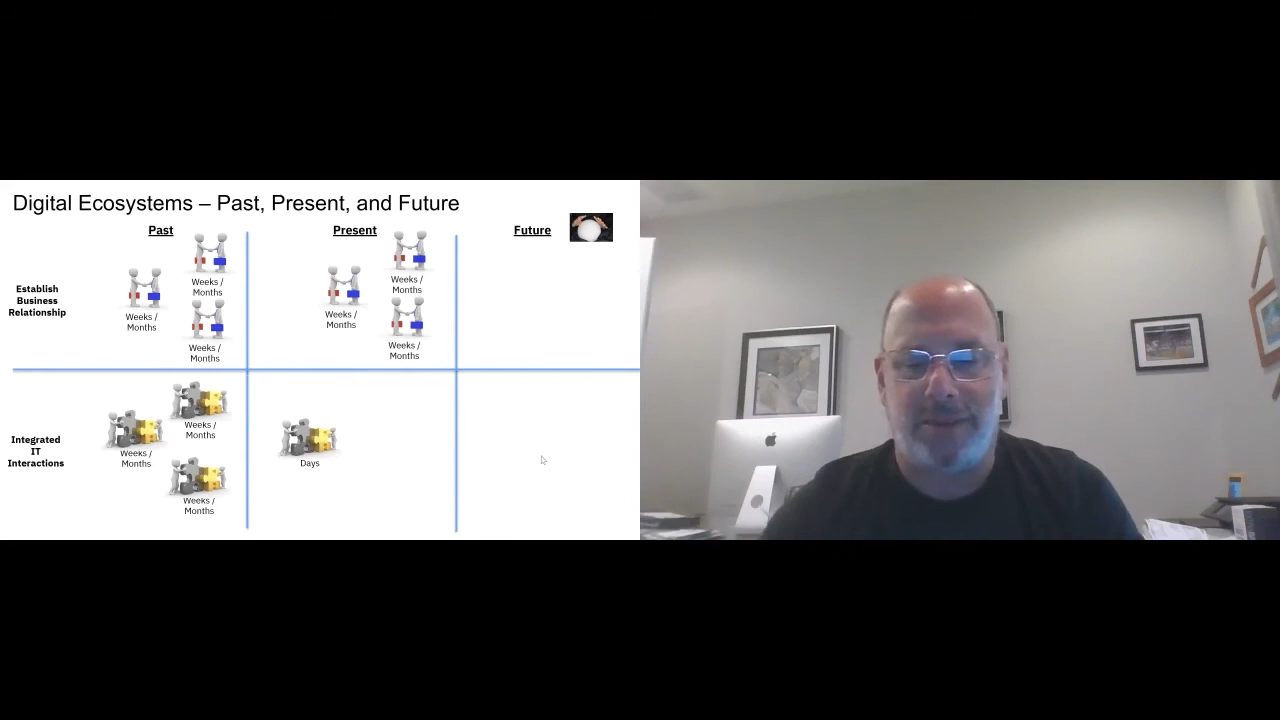 Digital Ecosystems – Past, Present, and Future
Past
Present
Future
Establish
Business
Relationship
Weeks /
Months
Weeks /
Months
Weeks /
Months
Weeks /
Months
Weeks /
Months
Weeks /
Months
Integrated
IT
Interactions
Weeks /
Months
Weeks /
Months
Weeks /
Months
Days